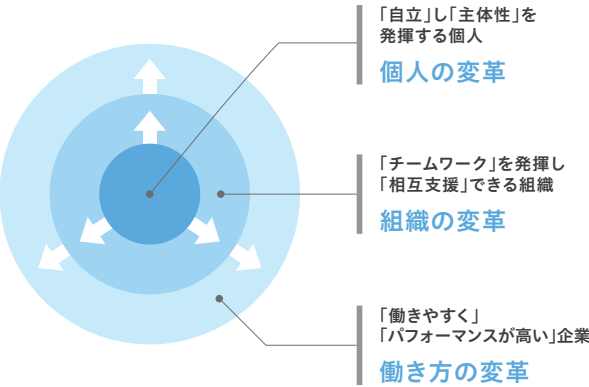 「自立」し「主体性」を
発揮する個人
個人の変革
「チームワーク」を発揮し
「相互支援」できる組織
組織の変革
「働きやすく」
「パフォーマンスが高い」企業
働き方の変革